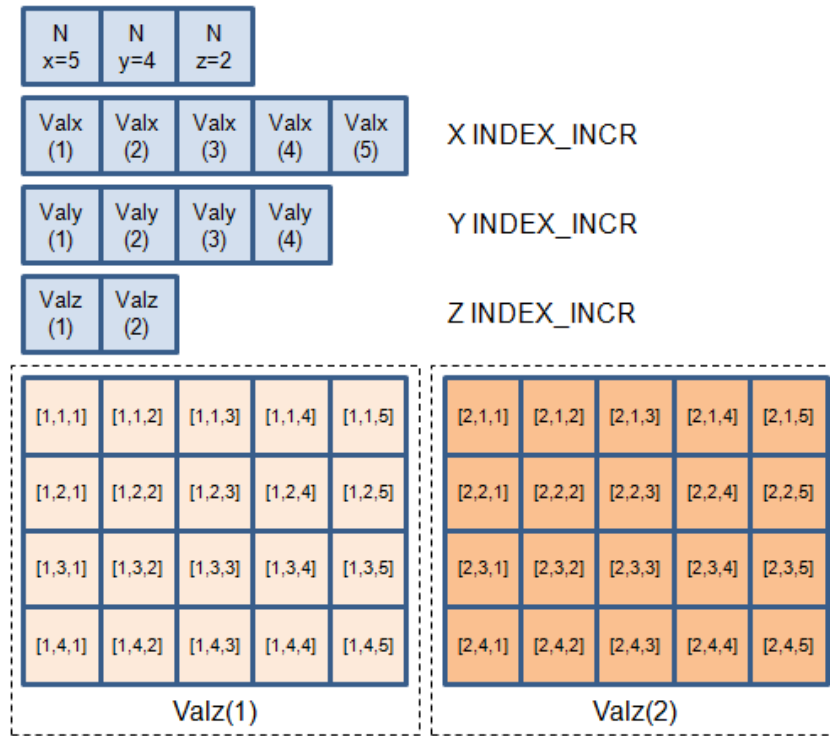 N N N
x=5 y=4 z=2
Valx Valx Valx Valx Valx
(1) (2) (3) (4) (5)
X INDEX_INCR
Valy Valy Valy Valy
(1) (2) (3) (4)
Y INDEX_INCR
Valz Valz
(1) (2)
Z INDEX_INCR
[1,1,1] [1,1,2] [1,1,3] [1,1,4] [1,1,5] [2,1,1] [2,1,2] [2,1,3] [2,1,4] [2,1,5]
[1,2,1] [1,2,2] [1,2,3] [1,2,4] [1,2,5] [2,2,1] [2,2,2] [2,2,3] [2,2,4] [2,2,5]
[1,3,1] [1,3,2] [1,3,3] [1,3,4] [1,3,5] [2,3,1] [2,3,2] [2,3,3] [2,3,4] [2,3,5]
[1,4,1] [1,4,2] [1,4,3] [1,4,4] [1,4,5] [2,4,1] [2,4,2] [2,4,3] [2,4,4] [2,4,5]
Valz(1) Valz(2)